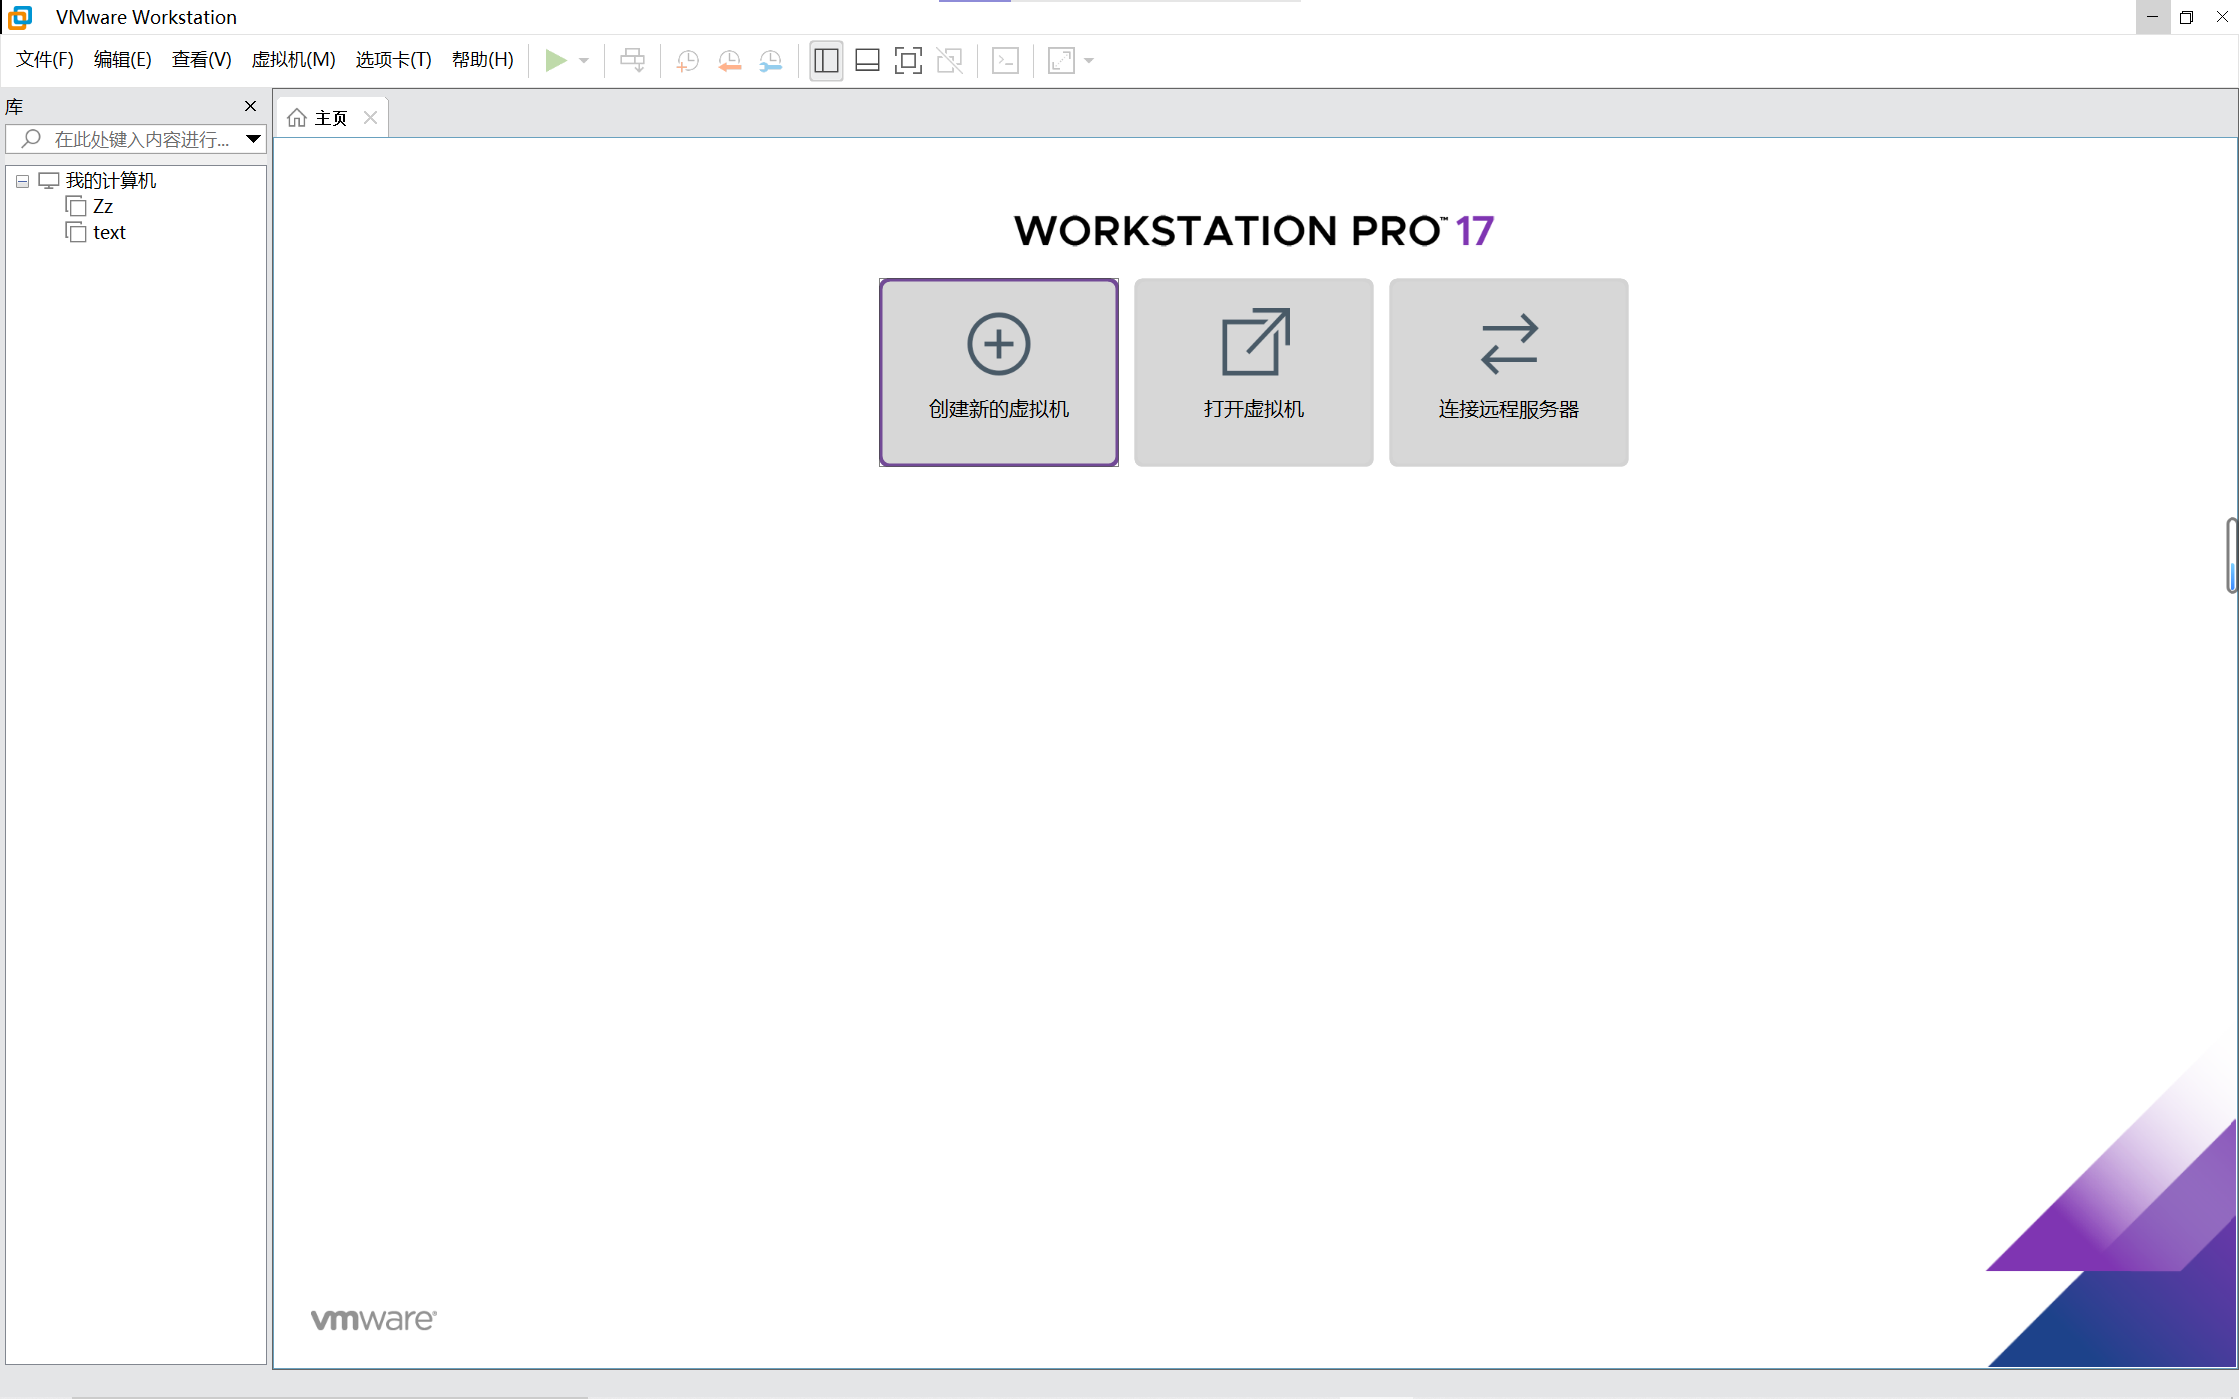 VMware Workstation
文件(F) 编辑(E) 查看(V) 虚拟机(M) 选项卡(T) 帮助(H)
库
主页
在此处键入内容进行...
我的计算机
Zz
text
WORKSTATION PRO™ 17
创建新的虚拟机
打开虚拟机
连接远程服务器
vmware®